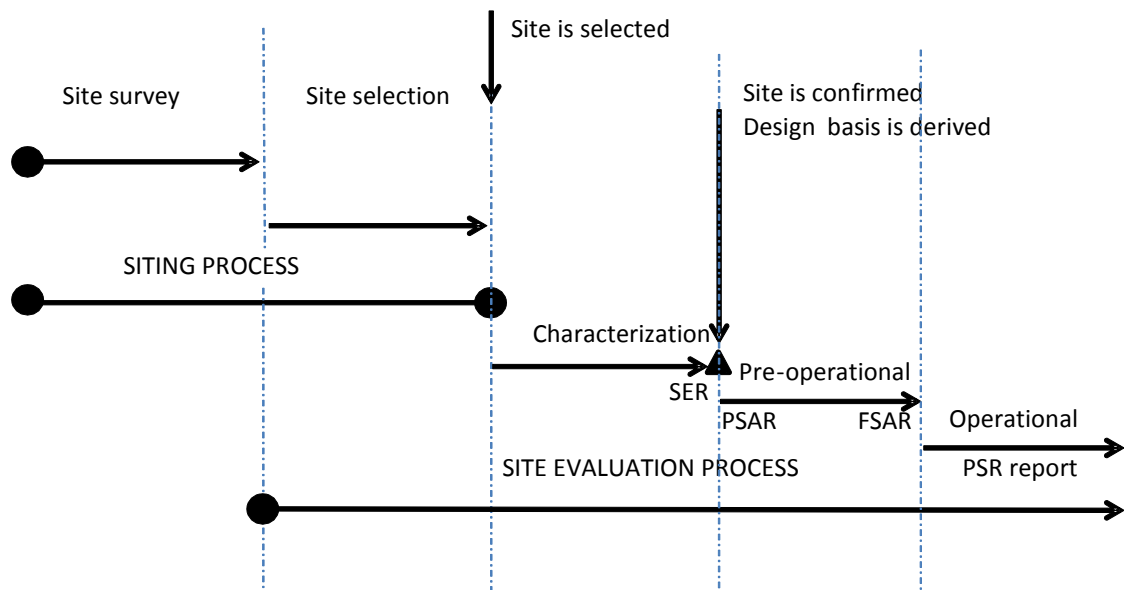 Site is selected
Site survey
Site selection
Site is confirmed
Design basis is derived
SITING PROCESS
Characterization
SER
Pre-operational
PSAR
FSAR
Operational
SITE EVALUATION PROCESS
PSR report